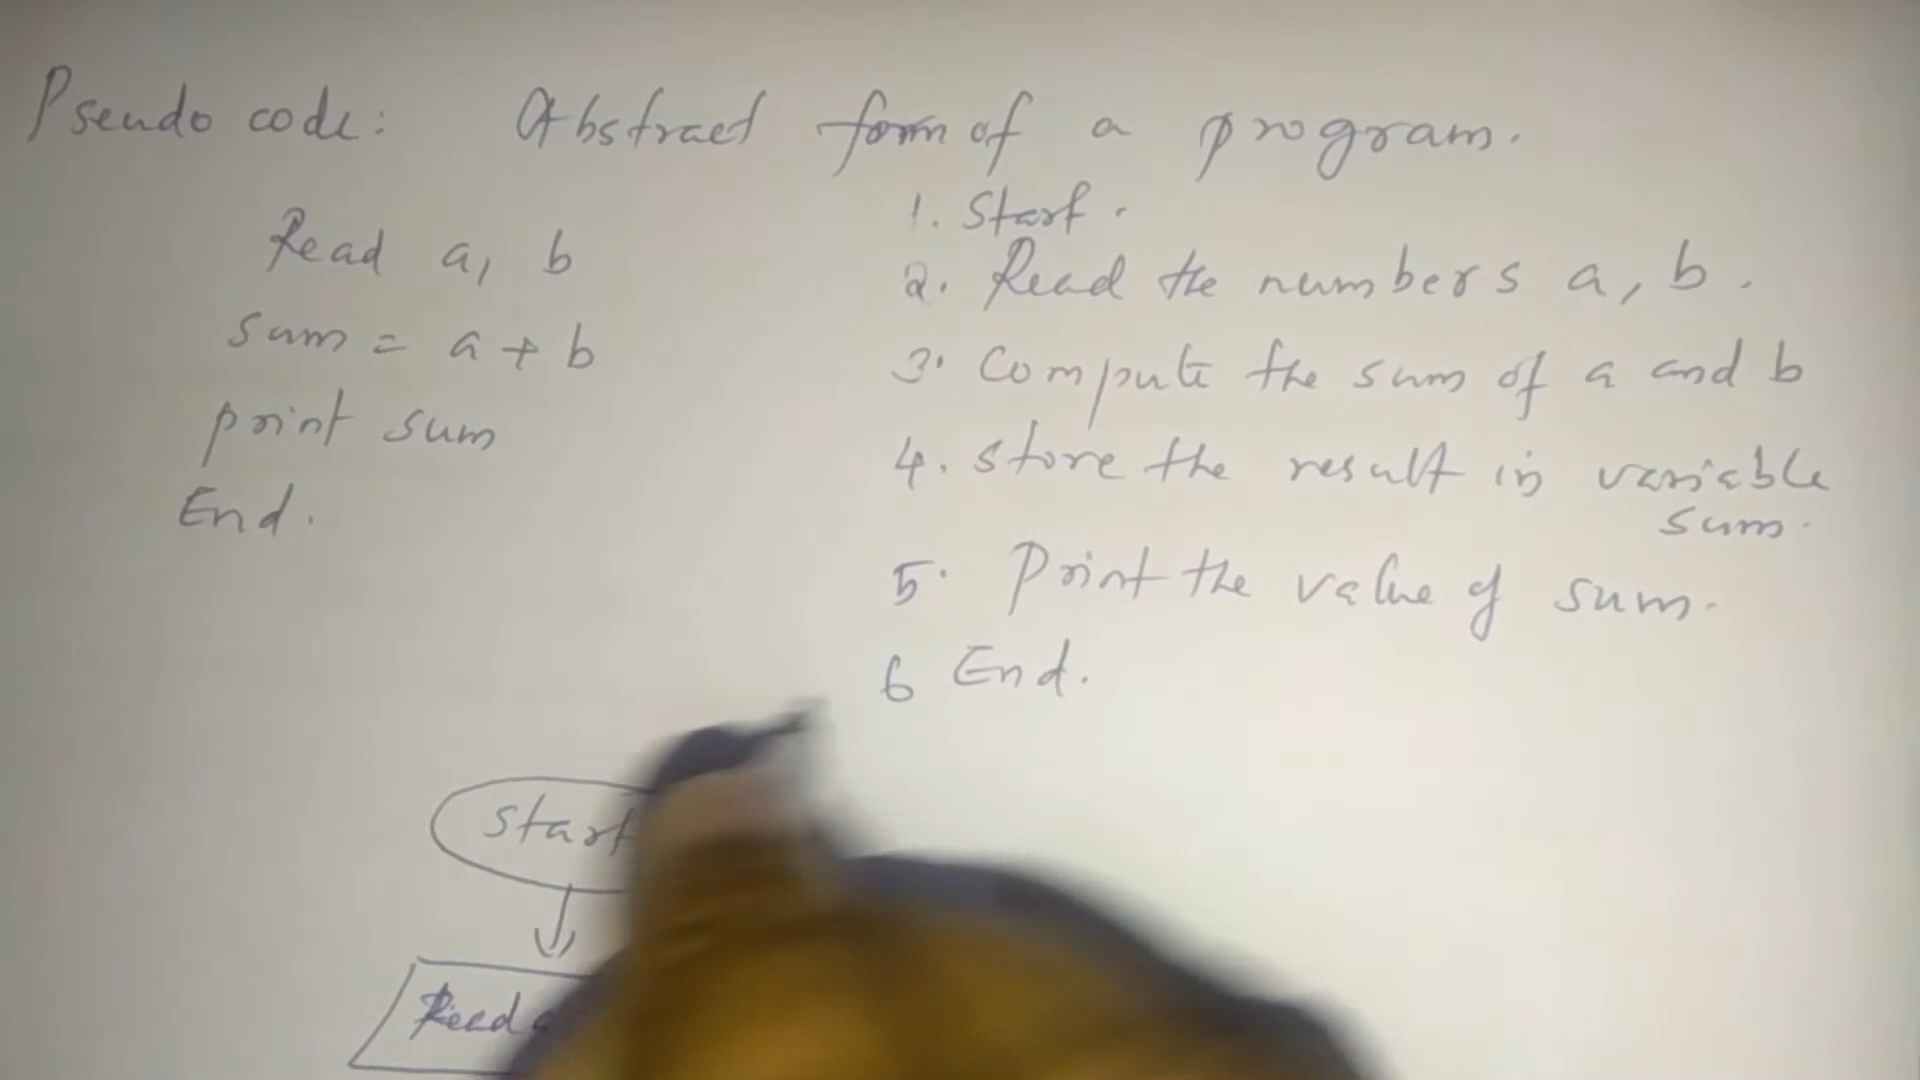 Pseudo code: Abstract form of a program.
Read a, b
sum = a + b
print sum
End.
1. Start.
2. Read the numbers a, b.
3. Compute the sum of a and b
4. store the result in variable
sum.
5. Print the value of sum.
6 End.
Start
Read